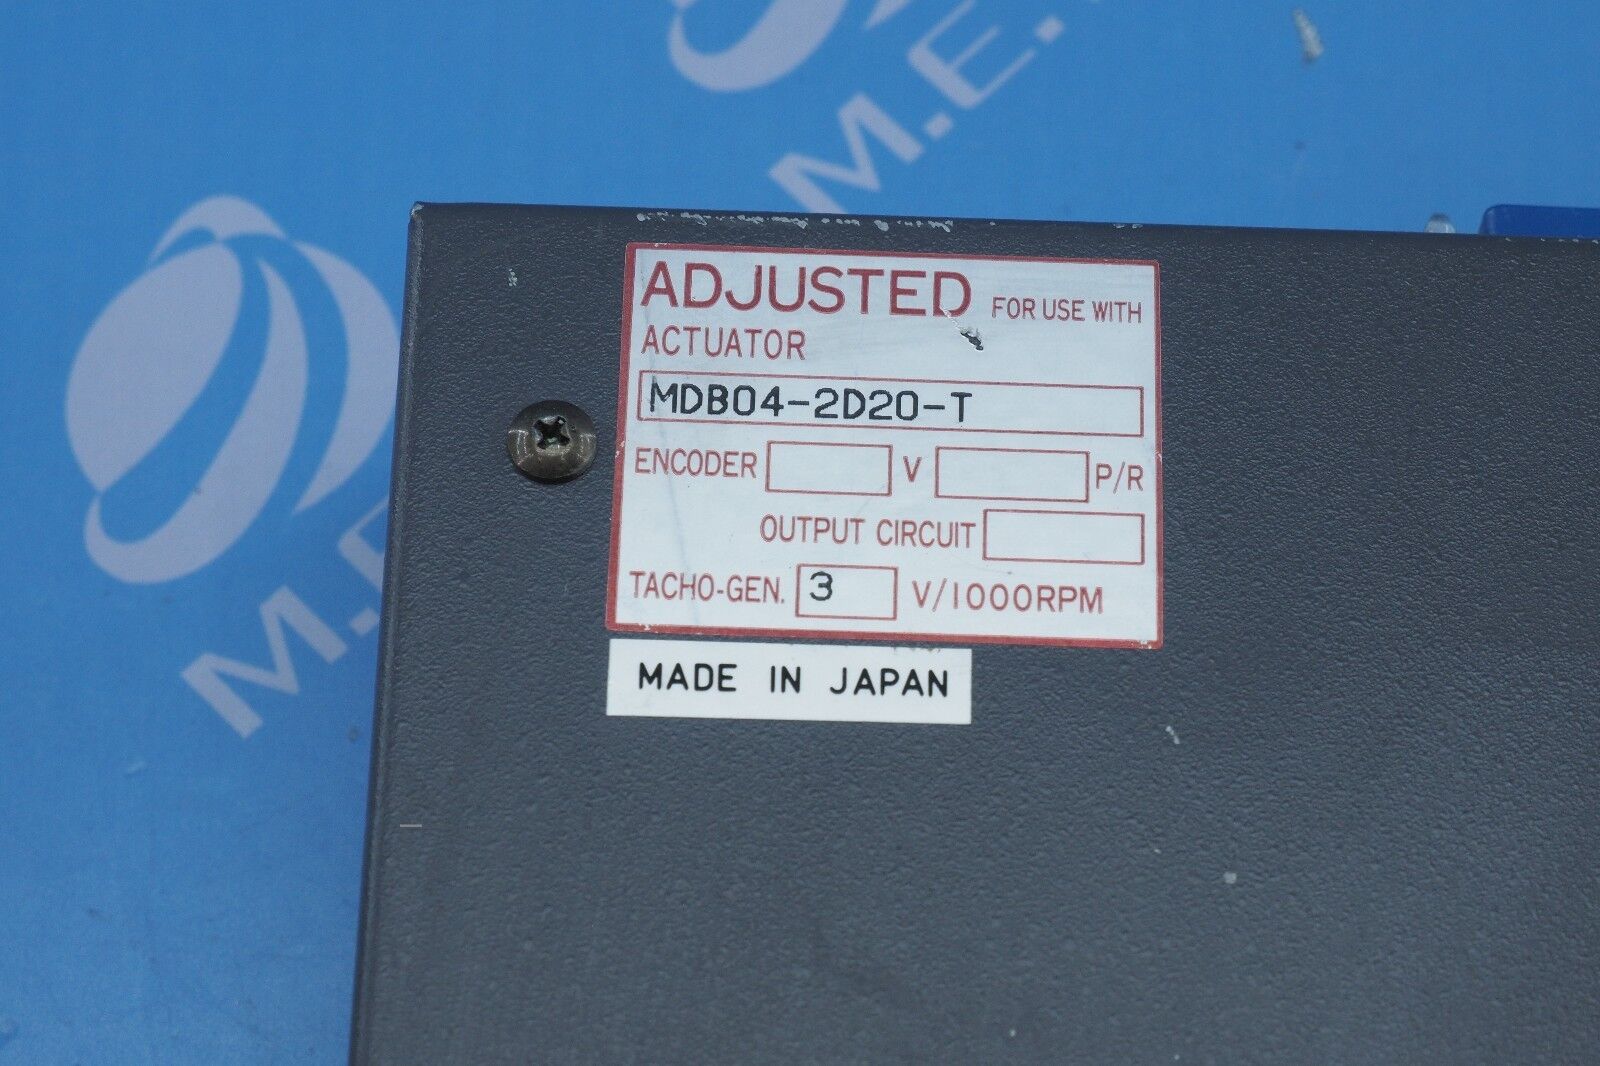 M.E.
M.E
ADJUSTED FOR USE WITH
ACTUATOR
MDB04-2D20-T
ENCODER V P/R
OUTPUT CIRCUIT
TACHO-GEN. 3 V/1000RPM
MADE IN JAPAN